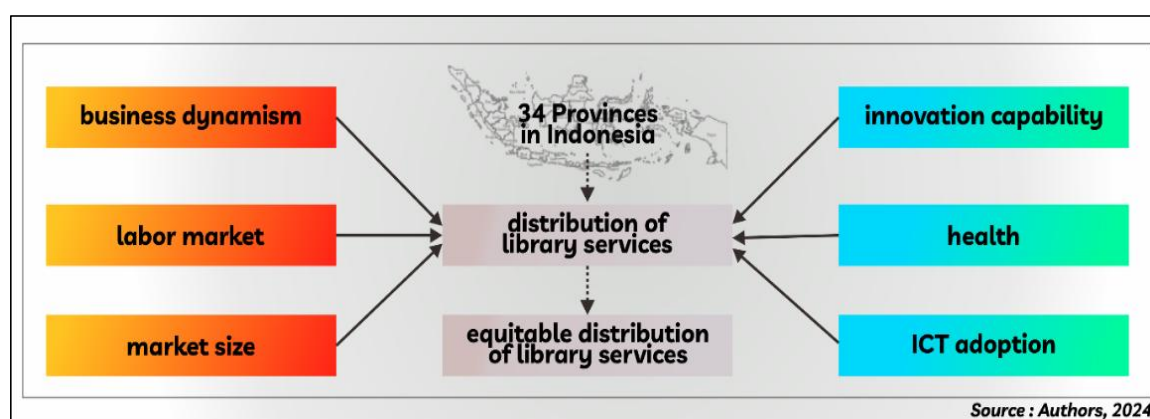 business dynamism
labor market
market size
34 Provinces
in Indonesia
distribution of
library services
equitable distribution
of library services
innovation capability
health
ICT adoption
Source : Authors, 2024